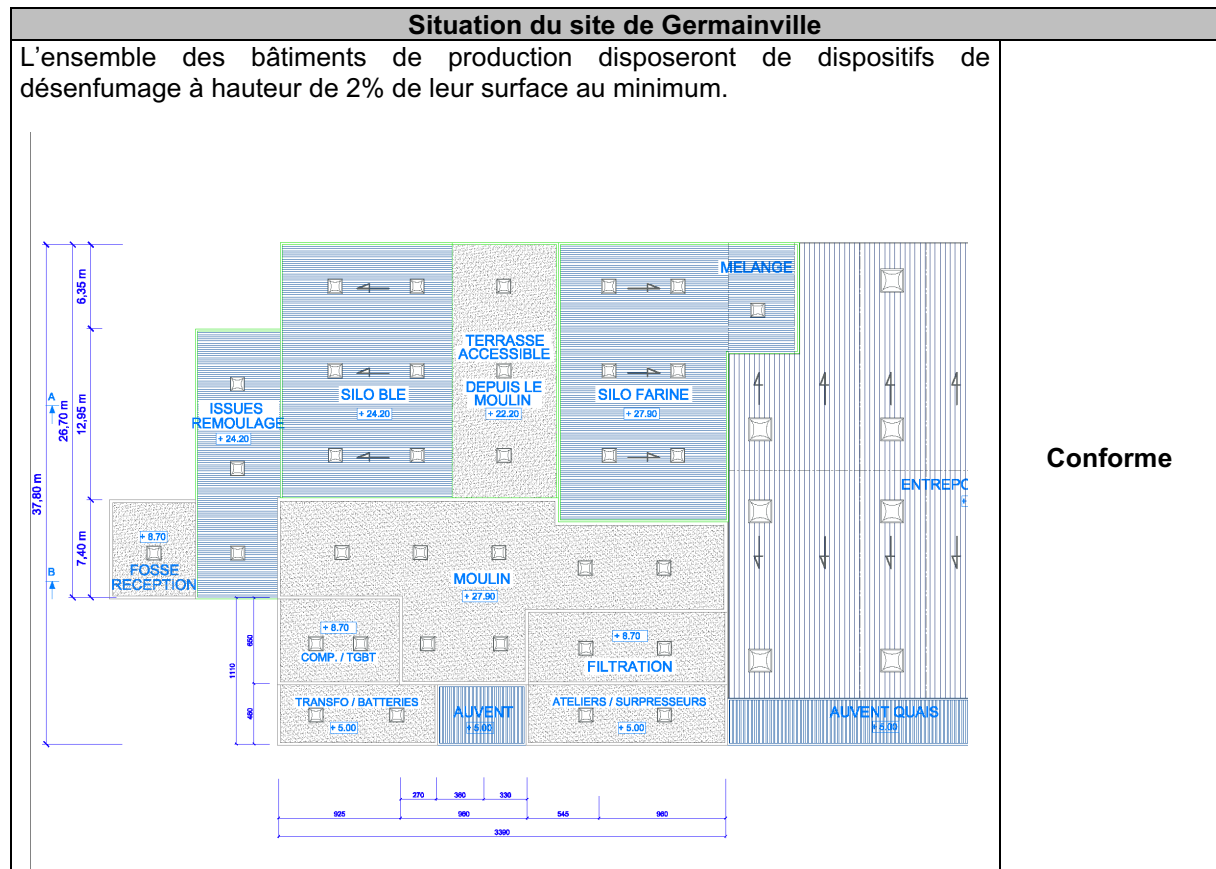 Situation du site de Germainville
L’ensemble des bâtiments de production disposeront de dispositifs de
désenfumage à hauteur de 2% de leur surface au minimum.
Conforme
MELANGE
6,35 m
TERRASSE
ACCESSIBLE
DEPUIS LE
MOULIN
+ 22.20
SILO BLE
+ 24.20
SILO FARINE
+ 27.90
ISSUES
REMOULAGE
+ 24.20
A
26,70 m
12,95 m
37,80 m
ENTREPO
+ 8.70
FOSSE
RECEPTION
B
7,40 m
MOULIN
+ 27.90
+ 8.70
COMP. / TGBT
+ 8.70
FILTRATION
650
1110
460
TRANSFO / BATTERIES
+ 5.00
AUVENT
+ 5.00
ATELIERS / SURPRESSEURS
+ 5.00
AUVENT QUAIS
+ 5.00
270
360
330
925
960
545
960
3390